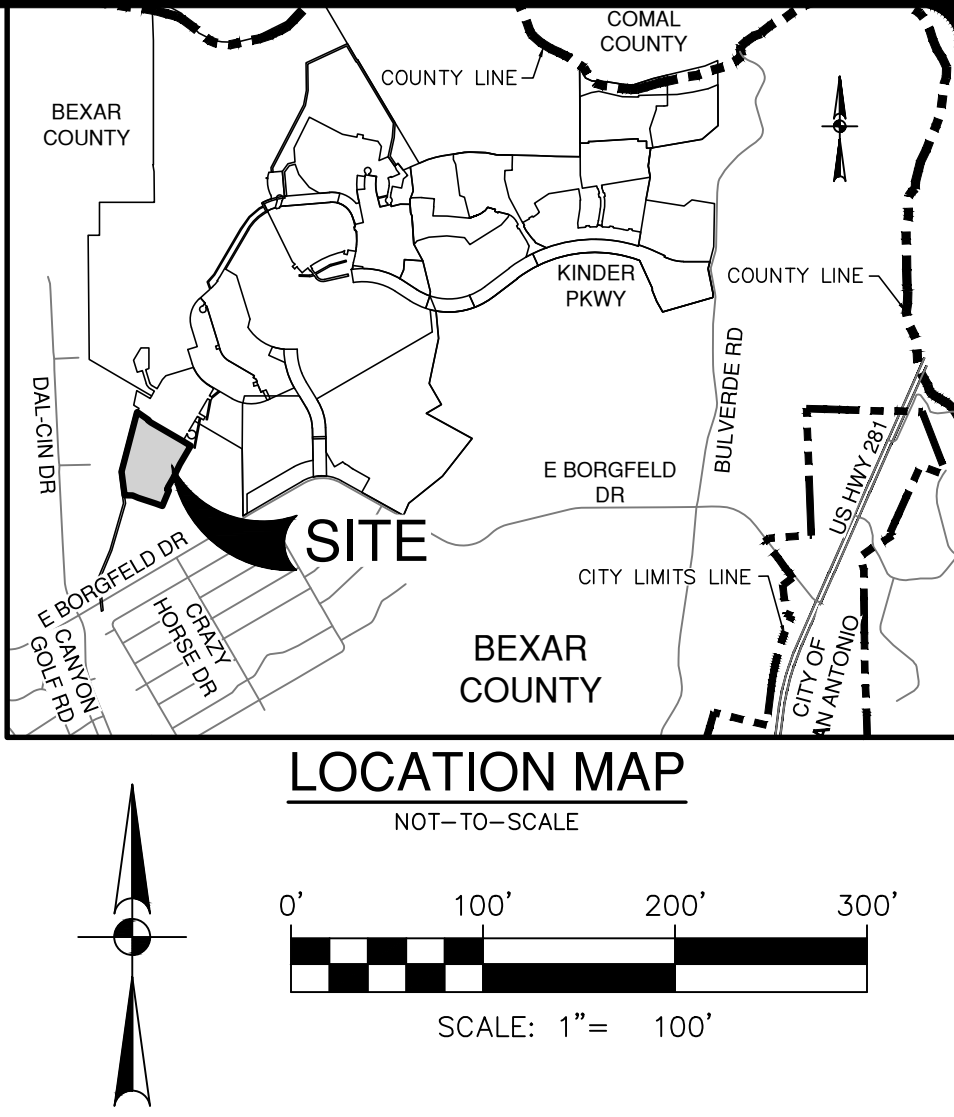 COMAL
COUNTY
COUNTY LINE
BEXAR
COUNTY
COUNTY LINE
KINDER
PKWY
BULVERDE RD
DAL-CIN DR
US HWY 281
E BORGFELD
DR
SITE
E BORGFELD DR
CITY LIMITS LINE
CRAZY
HORSE DR
CANYON
GOLF RD
BEXAR
COUNTY
CITY OF
AN ANTONIO
LOCATION MAP
NOT-TO-SCALE
0' 100' 200' 300'
SCALE: 1"= 100'